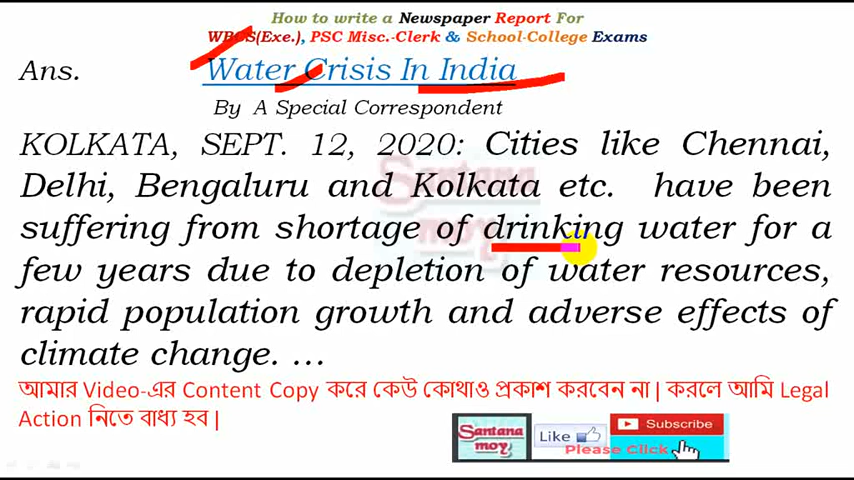 How to write a Newspaper Report For
WBCS(Exe.), PSC Misc.-Clerk & School-College Exams
Ans. Water Crisis In India
By A Special Correspondent
KOLKATA, SEPT. 12, 2020: Cities like Chennai,
Delhi, Bengaluru and Kolkata etc. have been
suffering from shortage of drinking water for a
few years due to depletion of water resources,
rapid population growth and adverse effects of
climate change. ...
আমার Video-এর Content Copy করে কেউ কোথাও প্রকাশ করবেন না। করলে আমি Legal
Action নিতে বাধ্য হব।
Santana moy
Like
Subscribe
Please Click